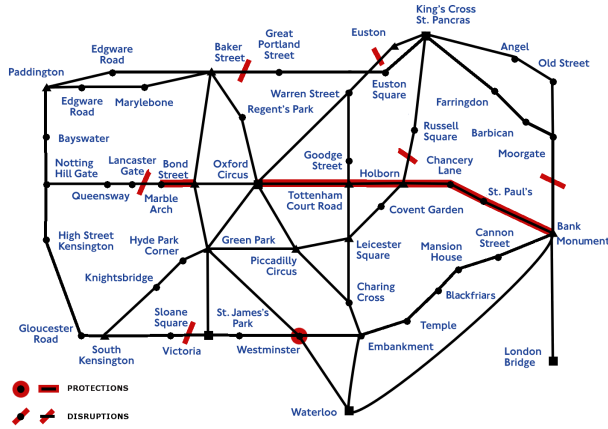 King's Cross
St. Pancras
Euston
Great
Portland
Street
Baker
Street
Edgware
Road
Angel
Old Street
Paddington
Edgware
Road
Marylebone
Warren Street
Euston
Square
Regent's Park
Farringdon
Barbican
Russell
Square
Bayswater
Moorgate
Notting
Hill Gate
Lancaster
Gate
Bond
Street
Oxford
Circus
Goodge
Street
Holborn
Chancery
Lane
St. Paul's
Queensway
Marble
Arch
Tottenham
Court Road
Covent Garden
Cannon
Street
Bank
Monument
High Street
Kensington
Hyde Park
Corner
Green Park
Piccadilly
Circus
Leicester
Square
Mansion
House
Knightsbridge
Charing
Cross
Blackfriars
Gloucester
Road
Sloane
Square
St. James's
Park
Temple
South
Kensington
Victoria
Westminster
Embankment
London
Bridge
Waterloo
PROTECTIONS
DISRUPTIONS